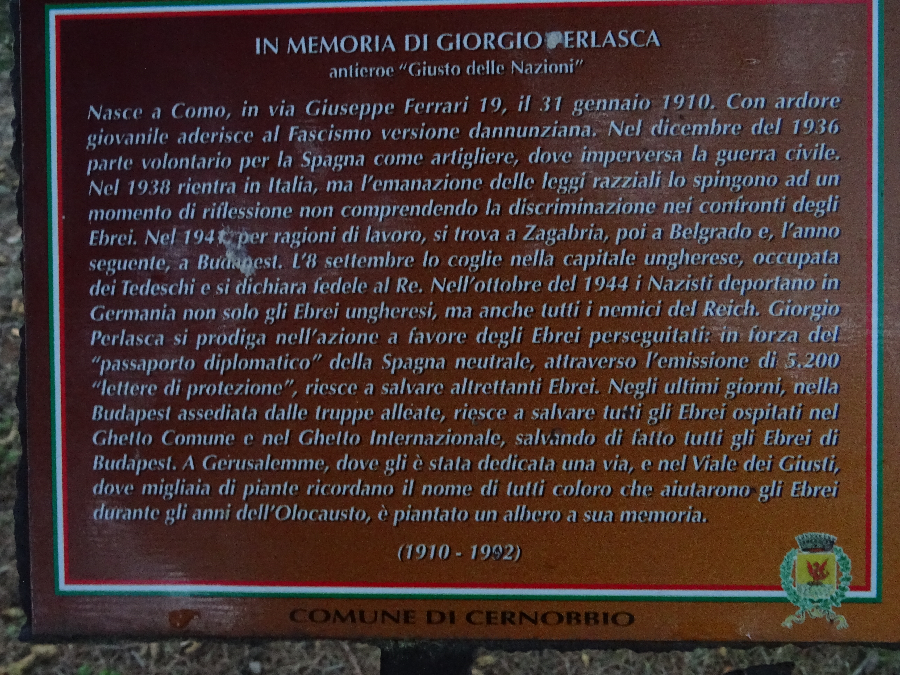 IN MEMORIA DI GIORGIO PERLASCA
antieroe "Giusto delle Nazioni"
Nasce a Como, in via Giuseppe Ferrari 19, il 31 gennaio 1910. Con ardore
giovanile aderisce al Fascismo versione dannunziana. Nel dicembre del 1936
parte volontario per la Spagna come artigliere, dove imperversa la guerra civile.
Nel 1938 rientra in Italia, ma l'emanazione delle leggi razziali lo spingono ad un
momento di riflessione non comprendendo la discriminazione nei confronti degli
Ebrei. Nel 1941, per ragioni di lavoro, si trova a Zagabria, poi a Belgrado e, l'anno
seguente, a Budapest. L'8 settembre lo coglie nella capitale ungherese, occupata
dei Tedeschi e si dichiara fedele al Re. Nell'ottobre del 1944 i Nazisti deportano in
Germania non solo gli Ebrei ungheresi, ma anche tutti i nemici del Reich. Giorgio
Perlasca si prodiga nell'azione a favore degli Ebrei perseguitati: in forza del
"passaporto diplomatico" della Spagna neutrale, attraverso l'emissione di 5.200
"lettere di protezione", riesce a salvare altrettanti Ebrei. Negli ultimi giorni, nella
Budapest assediata dalle truppe alleate, riesce a salvare tutti gli Ebrei ospitati nel
Ghetto Comune e nel Ghetto Internazionale, salvando di fatto tutti gli Ebrei di
Budapest. A Gerusalemme, dove gli è stata dedicata una via, e nel Viale dei Giusti,
dove migliaia di piante ricordano il nome di tutti coloro che aiutarono gli Ebrei
durante gli anni dell'Olocausto, è piantato un albero a sua memoria.
(1910 - 1992)
COMUNE DI CERNOBBIO